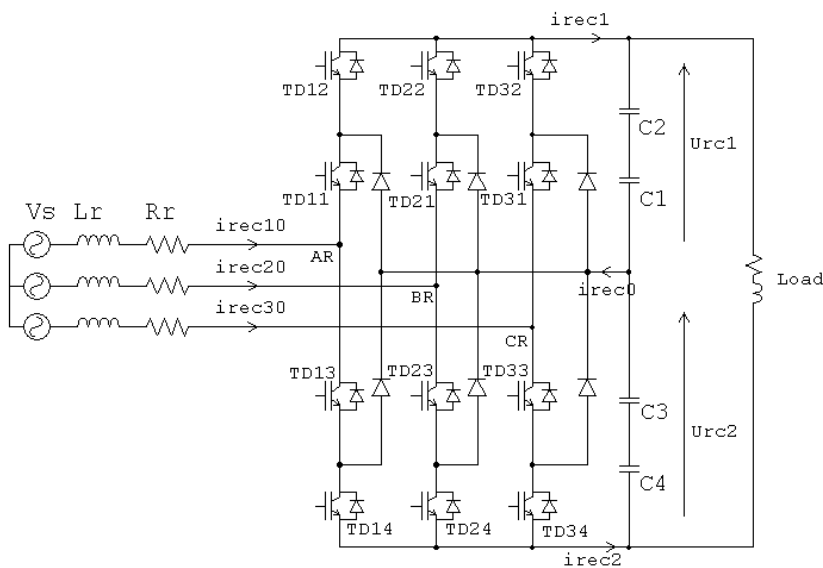 irec1
TD12
TD22
TD32
C2
Urc1
TD11
TD21
TD31
C1
Vs
Lr
Rr
irec10
AR
irec20
BR
irec0
Load
irec30
CR
TD13
TD23
TD33
C3
Urc2
C4
TD14
TD24
TD34
irec2